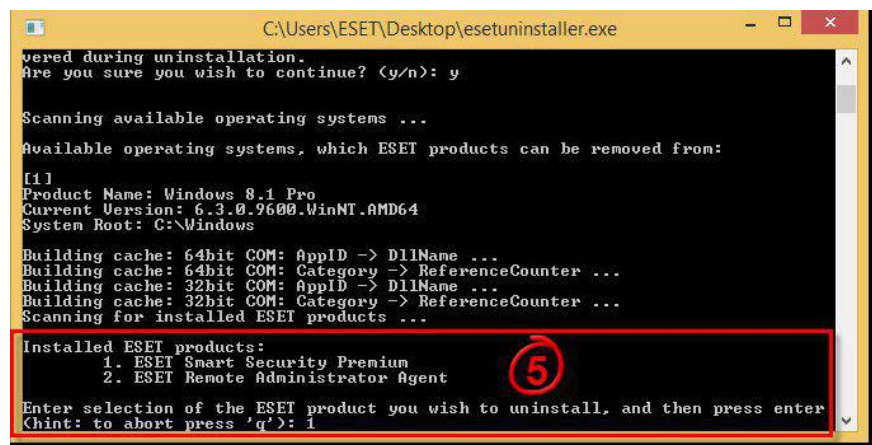 C:\Users\ESET\Desktop\esetuninstaller.exe
vered during uninstallation.
Are you sure you wish to continue? (y/n): y
Scanning available operating systems ...
Available operating systems, which ESET products can be removed from:
[1]
Product Name: Windows 8.1 Pro
Current Version: 6.3.0.9600.WinNT.AMD64
System Root: C:\Windows
Building cache: 64bit COM: AppID -> DllName ...
Building cache: 64bit COM: Category -> ReferenceCounter ...
Building cache: 32bit COM: AppID -> DllName ...
Building cache: 32bit COM: Category -> ReferenceCounter ...
Scanning for installed ESET products ...
Installed ESET products:
1. ESET Smart Security Premium
2. ESET Remote Administrator Agent
5
Enter selection of the ESET product you wish to uninstall, and then press enter
(hint: to abort press 'q'): 1